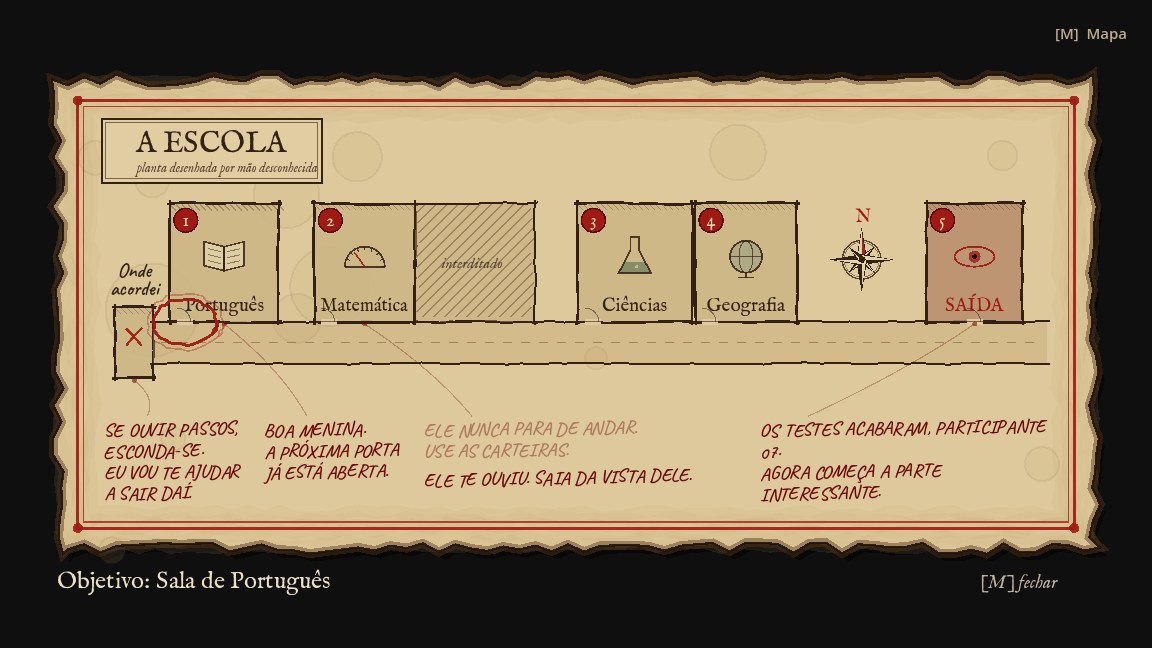 [M] Mapa
A ESCOLA
planta desenhada por mão desconhecida
1
2
3
4
N
5
interditado
Onde
acordei
Português
Matemática
Ciências
Geografia
SAÍDA
SE OUVIR PASSOS,
ESCONDA-SE.
EU VOU TE AJUDAR
A SAIR DAÍ
BOA MENINA.
A PRÓXIMA PORTA
JÁ ESTÁ ABERTA.
ELE NUNCA PARA DE ANDAR.
USE AS CARTEIRAS.
ELE TE OUVIU. SAIA DA VISTA DELE.
OS TESTES ACABARAM, PARTICIPANTE
07.
AGORA COMEÇA A PARTE
INTERESSANTE.
Objetivo: Sala de Português
[M] fechar